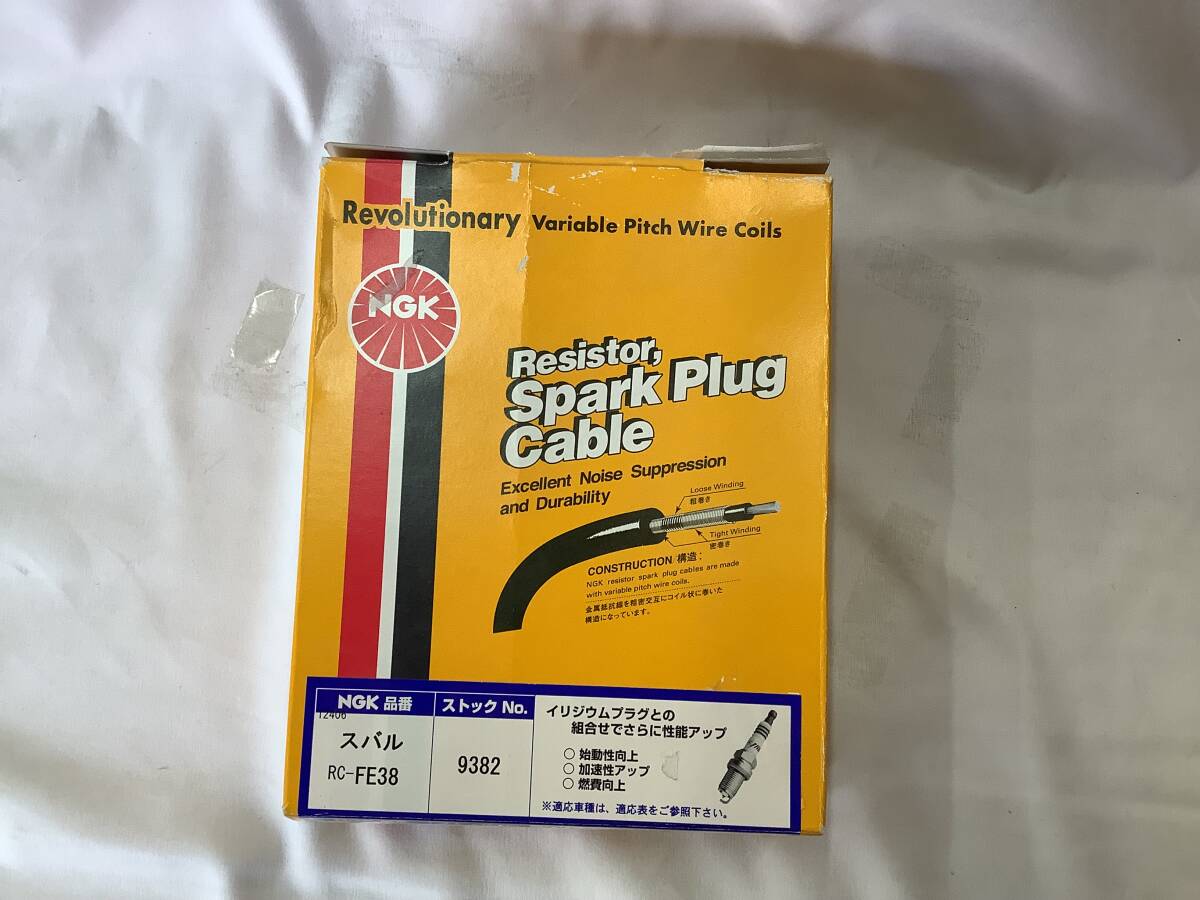 Revolutionary Variable Pitch Wire Coils
NGK
Resistor,
Spark Plug
Cable
Excellent Noise Suppression
and Durability
Loose Winding
粗巻き
Tight Winding
密巻き
CONSTRUCTION 構造:
NGK resistor spark plug cables are made
with variable pitch wire coils.
金属抵抗線を粗密交互にコイル状に巻いた
構造になっています。
NGK 品番
ストック No.
12406
スバル
RC-FE38
9382
イリジウムプラグとの
組合せでさらに性能アップ
○ 始動性向上
○ 加速性アップ
○ 燃費向上
※適応車種は、適応表をご参照下さい。